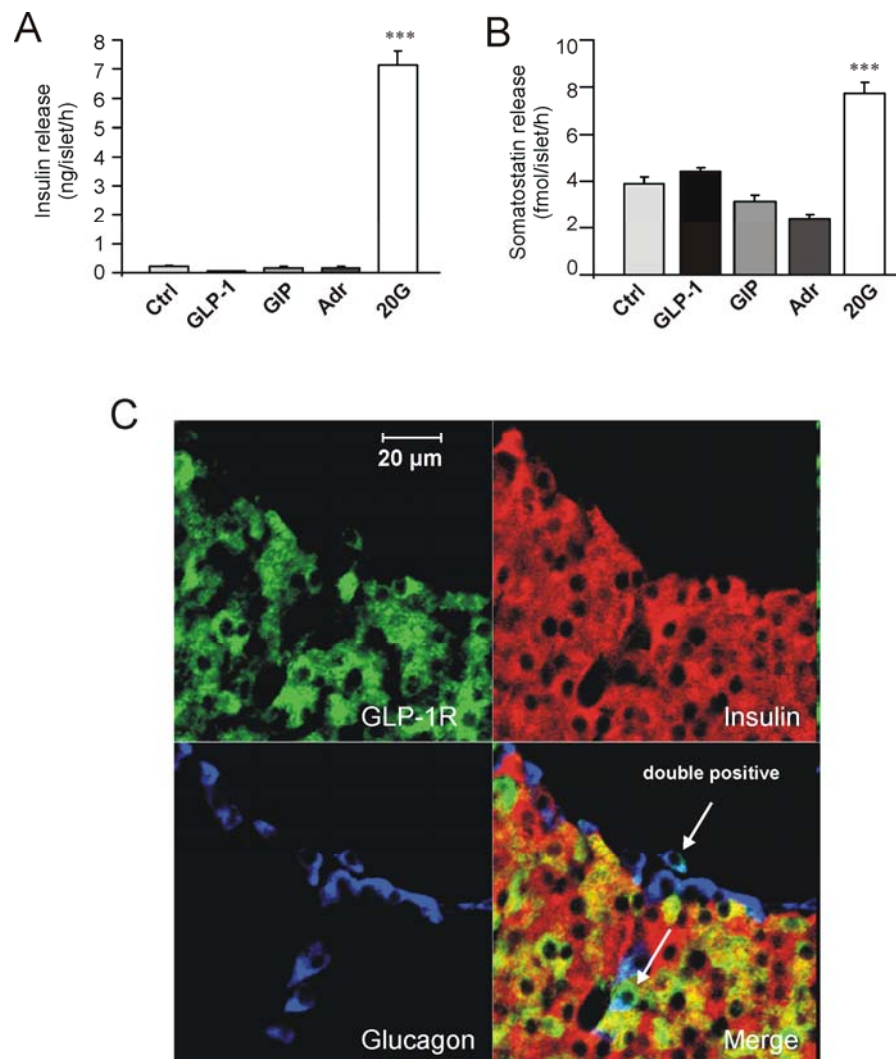 A
Insulin release
(ng/islet/h)
8
7
6
5
4
3
2
1
0
***
Ctrl
GLP-1
GIP
Adr
20G
B
Somatostatin release
(fmol/islet/h)
10
8
6
4
2
0
***
Ctrl
GLP-1
GIP
Adr
20G
C
20 µm
GLP-1R
Insulin
double positive
Glucagon
Merge